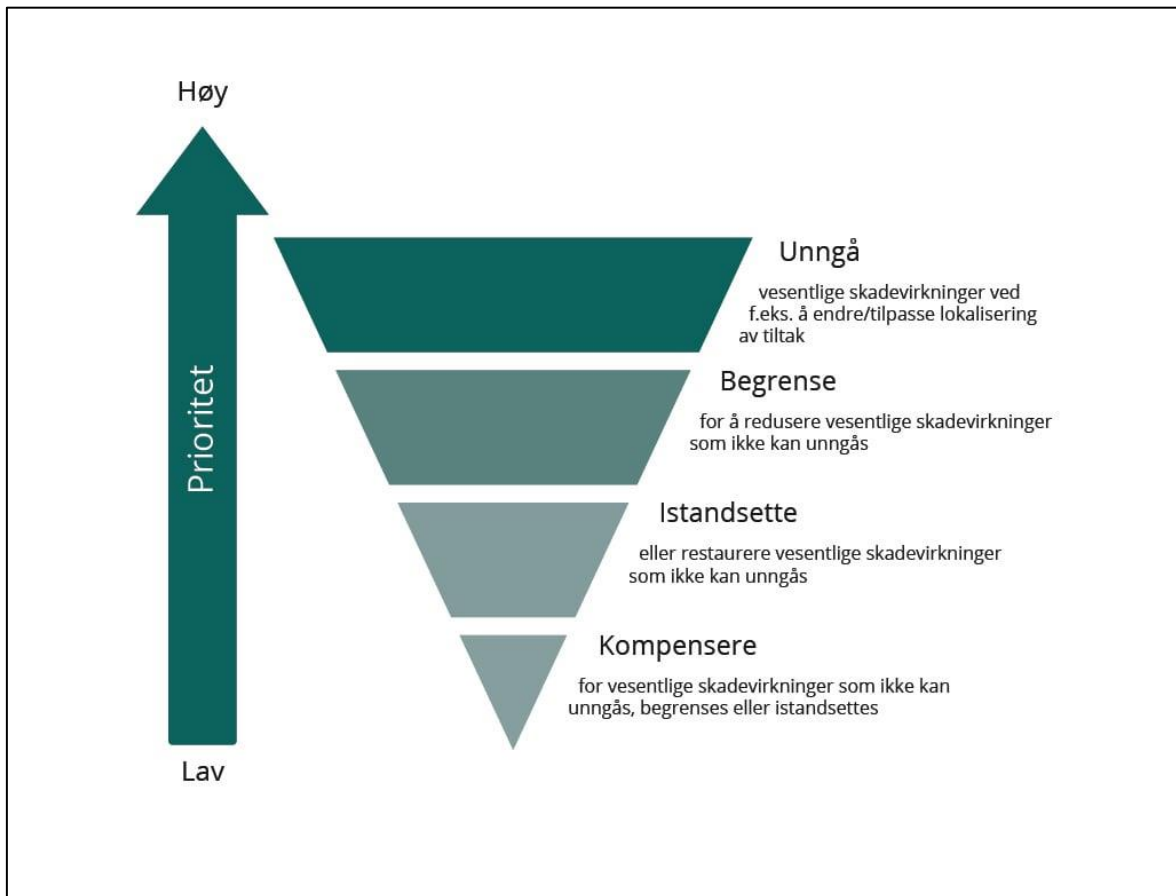 Høy
Prioritet
Lav
Unngå
vesentlige skadevirkninger ved
f.eks. å endre/tilpasse lokalisering
av tiltak
Begrense
for å redusere vesentlige skadevirkninger
som ikke kan unngås
Istandsette
eller restaurere vesentlige skadevirkninger
som ikke kan unngås
Kompensere
for vesentlige skadevirkninger som ikke kan
unngås, begrenses eller istandsettes